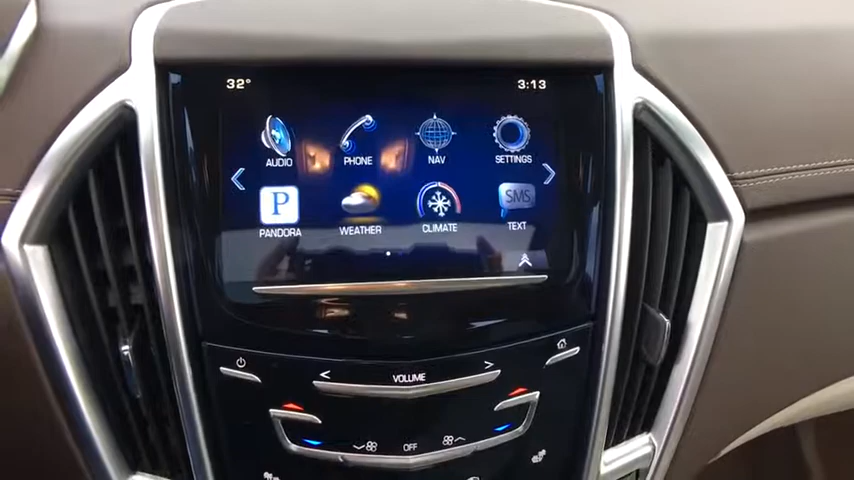 32° 3:13
AUDIO PHONE NAV SETTINGS
P SMS
PANDORA WEATHER CLIMATE TEXT
< VOLUME >
OFF